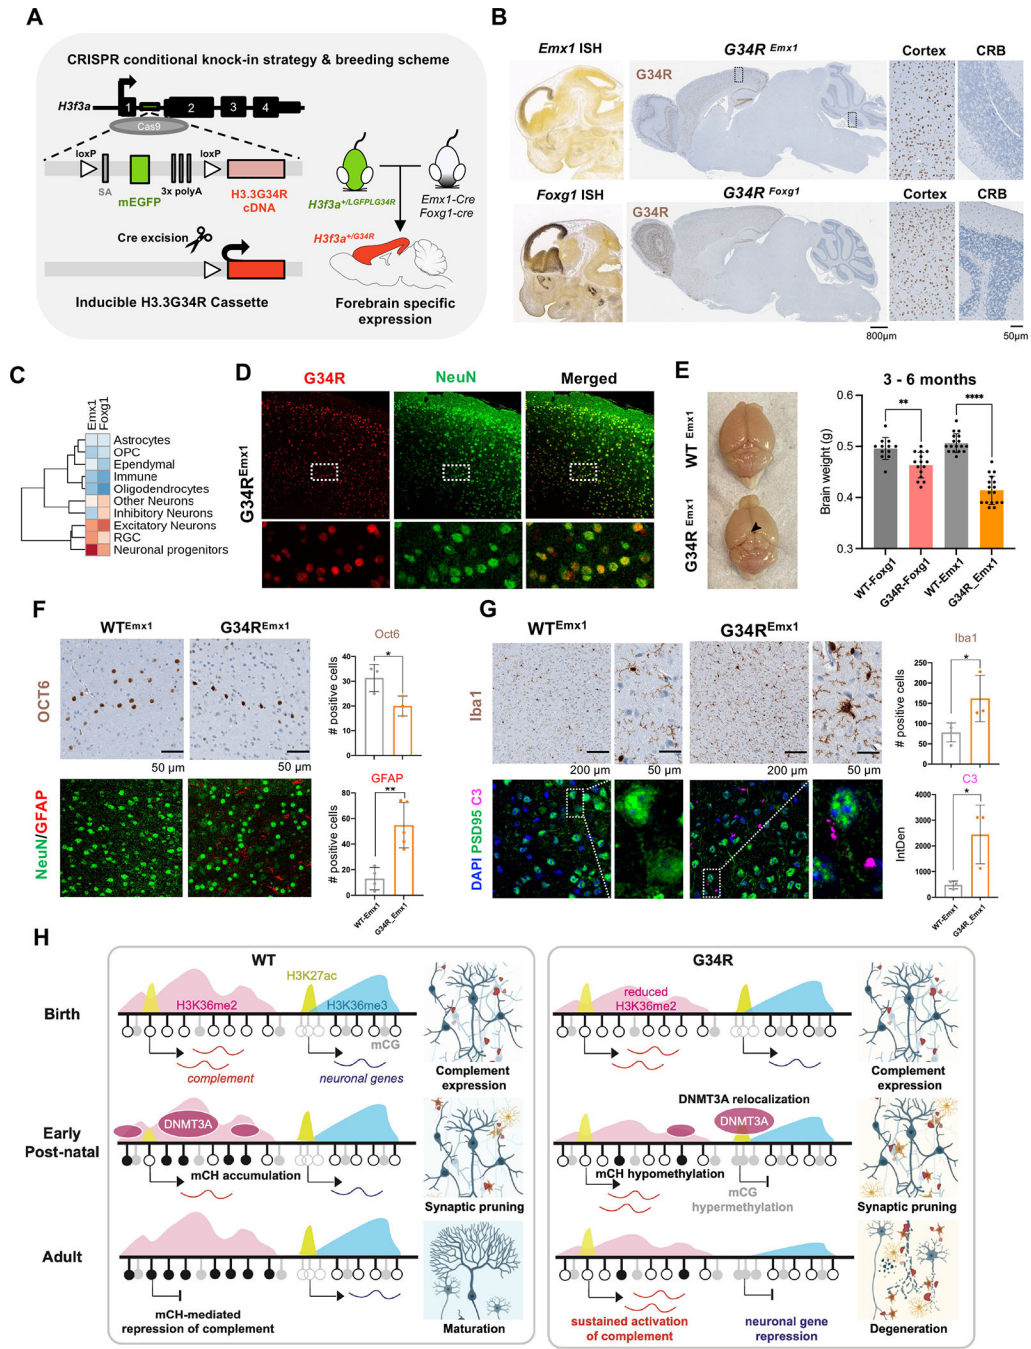 A
CRISPR conditional knock-in strategy & breeding scheme
H3f3a
1
2
3
4
Cas9
loxP
loxP
SA
mEGFP
3x polyA
H3.3G34R
cDNA
H3f3a+/LGFPLG34R
Emx1-Cre
Foxg1-cre
H3f3a+/G34R
Cre excision
Inducible H3.3G34R Cassette
Forebrain specific
expression
B
Emx1 ISH
G34R Emx1
Cortex
CRB
G34R
Foxg1 ISH
G34R Foxg1
Cortex
CRB
G34R
800µm
50µm
C
Emx1
Foxg1
Astrocytes
OPC
Ependymal
Immune
Oligodendrocytes
Other Neurons
Inhibitory Neurons
Excitatory Neurons
RGC
Neuronal progenitors
D
G34R
NeuN
Merged
G34REmx1
E
WT Emx1
G34R Emx1
3 - 6 months
Brain weight (g)
0.6
0.5
0.4
0.3
**
****
WT-Foxg1
G34R-Foxg1
WT-Emx1
G34R_Emx1
F
WTEmx1
G34REmx1
OCT6
50 µm
50 µm
Oct6
# positive cells
40
30
20
10
0
*
NeuN/GFAP
GFAP
# positive cells
80
60
40
20
0
**
WT-Emx1
G34R_Emx1
G
WTEmx1
G34REmx1
Iba1
200 µm
50 µm
200 µm
50 µm
Iba1
# positive cells
200
150
100
50
0
*
DAPI PSD95 C3
C3
IntDen
4000
3000
2000
1000
0
*
WT-Emx1
G34R_Emx1
H
WT
G34R
Birth
H3K27ac
H3K36me2
H3K36me3
mCG
complement
neuronal genes
Complement
expression
reduced
H3K36me2
Complement
expression
Early
Post-natal
DNMT3A
mCH accumulation
Synaptic pruning
DNMT3A relocalization
DNMT3A
mCH hypomethylation
mCG
hypermethylation
Synaptic pruning
Adult
mCH-mediated
repression of complement
Maturation
sustained activation
of complement
neuronal gene
repression
Degeneration